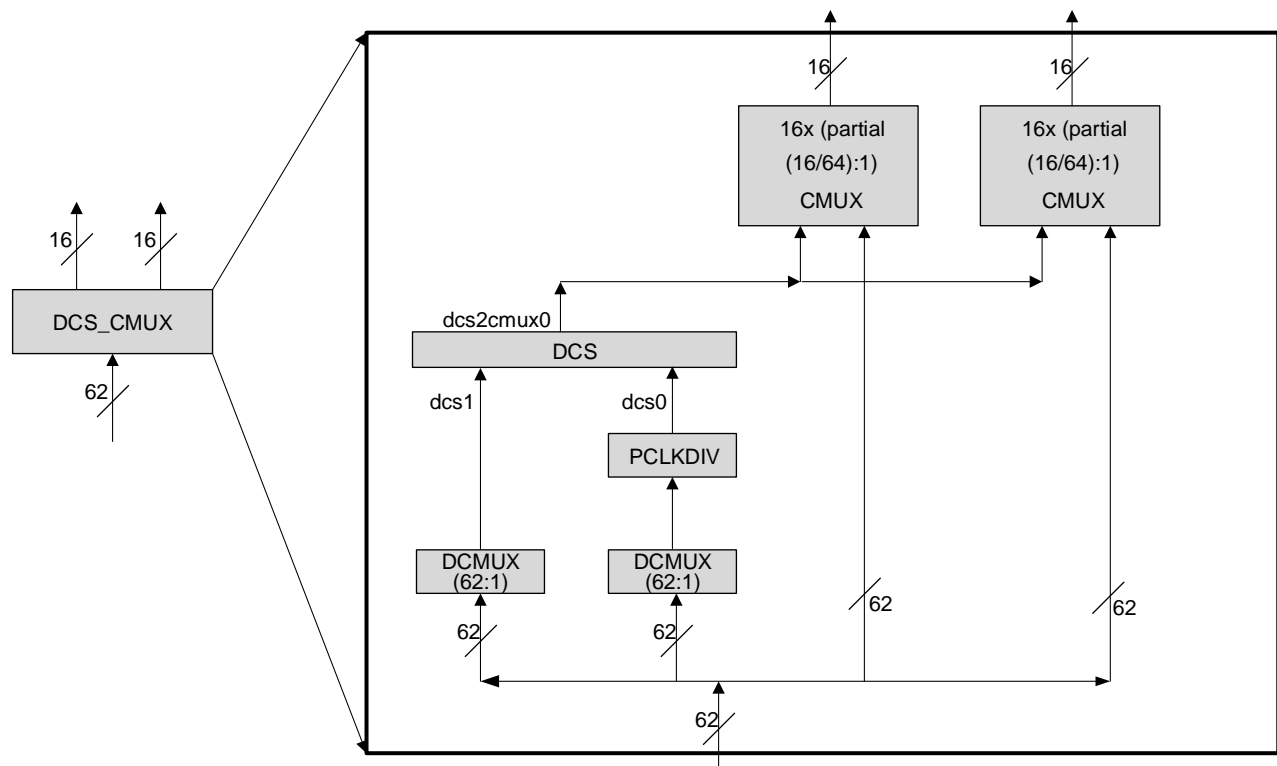 16
16
DCS_CMUX
62
16
16
16x (partial
(16/64):1)
CMUX
16x (partial
(16/64):1)
CMUX
dcs2cmux0
DCS
dcs1
dcs0
PCLKDIV
DCMUX
(62:1)
DCMUX
(62:1)
62
62
62
62
62